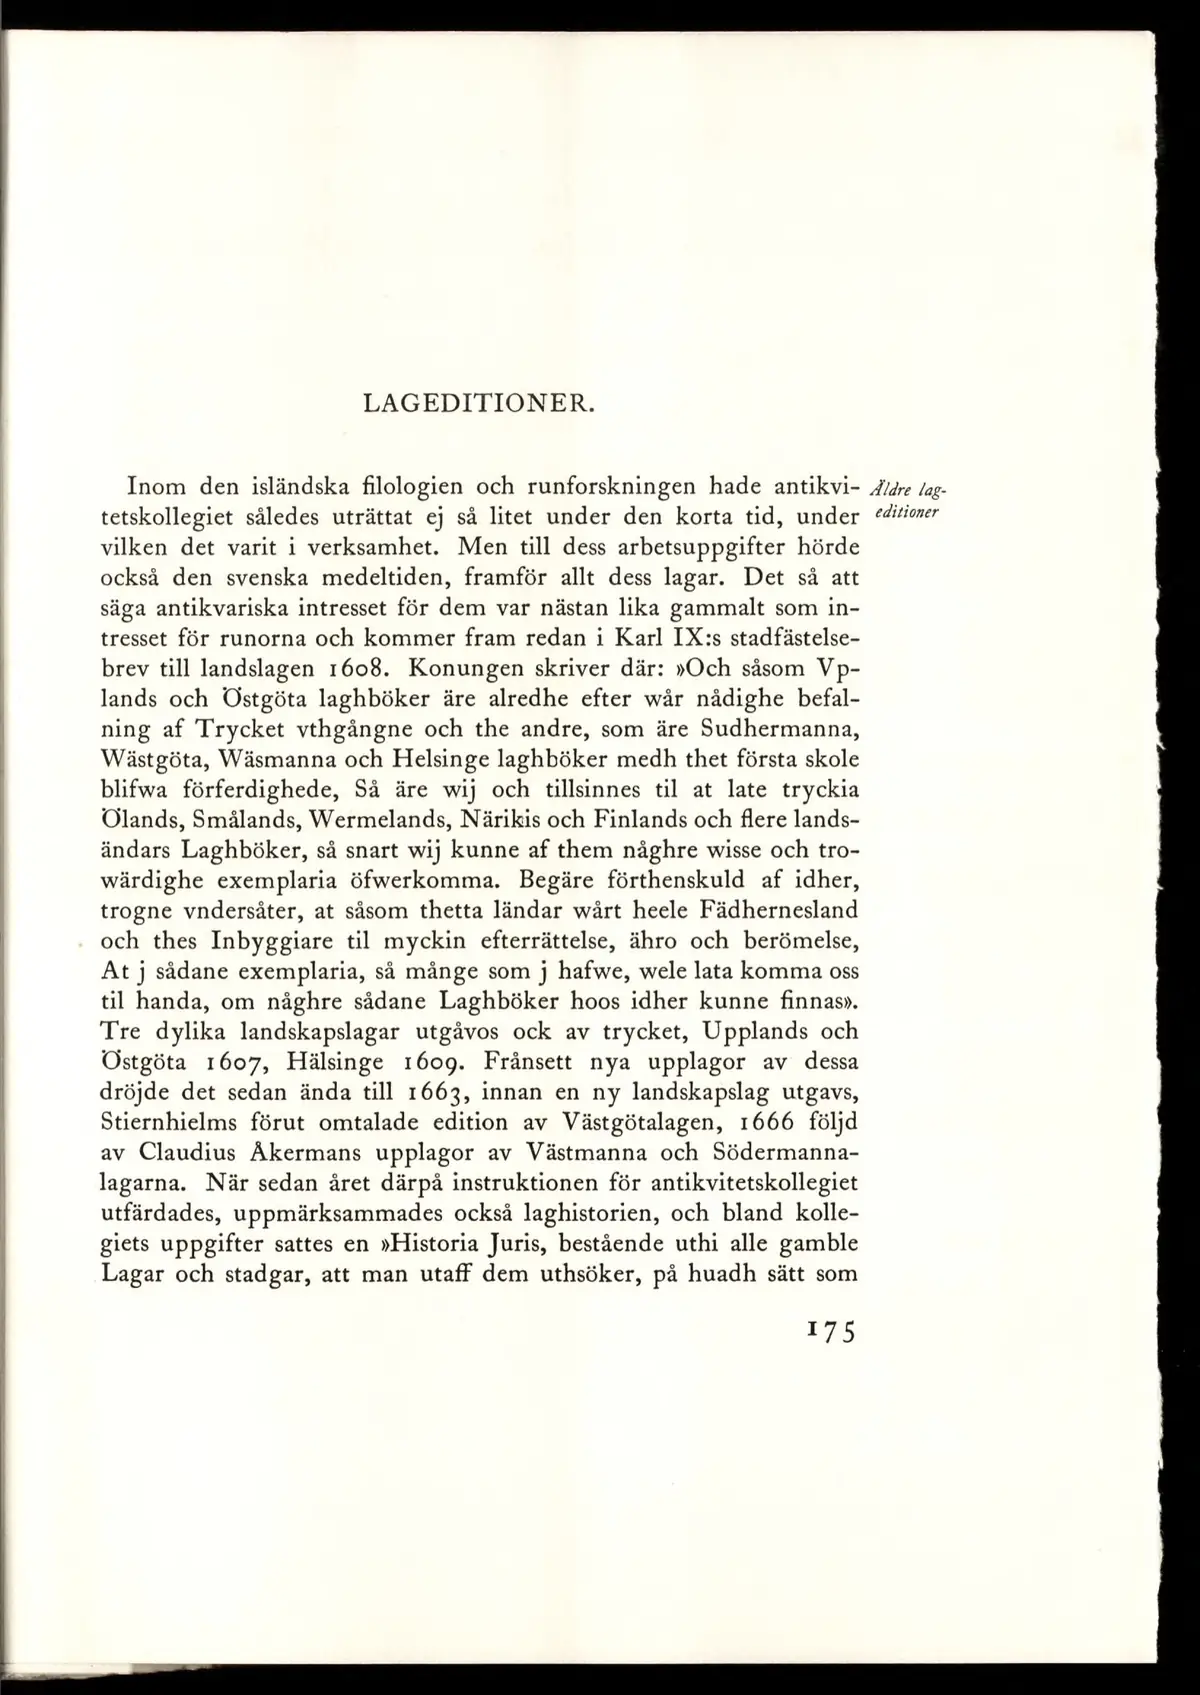 LAGEDITIONER.
Inom den isländska filologien och runforskningen hade antikvi-
Äldre lag-
editioner
tetskollegiet således uträttat ej så litet under den korta tid, under
vilken det varit i verksamhet. Men till dess arbetsuppgifter hörde
också den svenska medeltiden, framför allt dess lagar. Det så att
säga antikvariska intresset för dem var nästan lika gammalt som in-
tresset för runorna och kommer fram redan i Karl IX:s stadfästelse-
brev till landslagen 1608. Konungen skriver där: »Och såsom Vp-
lands och Östgöta laghböker äre alredhe efter wår nådighe befal-
ning af Trycket vthgångne och the andre, som äre Sudhermanna,
Wästgöta, Wäsmanna och Helsinge laghböker medh thet första skole
blifwa förferdighede, Så äre wij och tillsinnes til at late tryckia
Ölands, Smålands, Wermelands, Närikis och Finlands och flere lands-
ändars Laghböker, så snart wij kunne af them någhre wisse och tro-
wärdighe exemplaria öfwerkomma. Begäre förthenskuld af idher,
trogne vndersåter, at såsom thetta ländar wårt heele Fädhernesland
och thes Inbyggiare til myckin efterrättelse, ähro och berömelse,
At j sådane exemplaria, så månge som j hafwe, wele lata komma oss
til handa, om någhre sådane Laghböker hoos idher kunne finnas».
Tre dylika landskapslagar utgåvos ock av trycket, Upplands och
Östgöta 1607, Hälsinge 1609. Frånsett nya upplagor av dessa
dröjde det sedan ända till 1663, innan en ny landskapslag utgavs,
Stiernhielms förut omtalade edition av Västgötalagen, 1666 följd
av Claudius Åkermans upplagor av Västmanna och Södermanna-
lagarna. När sedan året därpå instruktionen för antikvitetskollegiet
utfärdades, uppmärksammades också laghistorien, och bland kolle-
giets uppgifter sattes en »Historia Juris, bestående uthi alle gamble
Lagar och stadgar, att man utaff dem uthsöker, på huadh sätt som
175